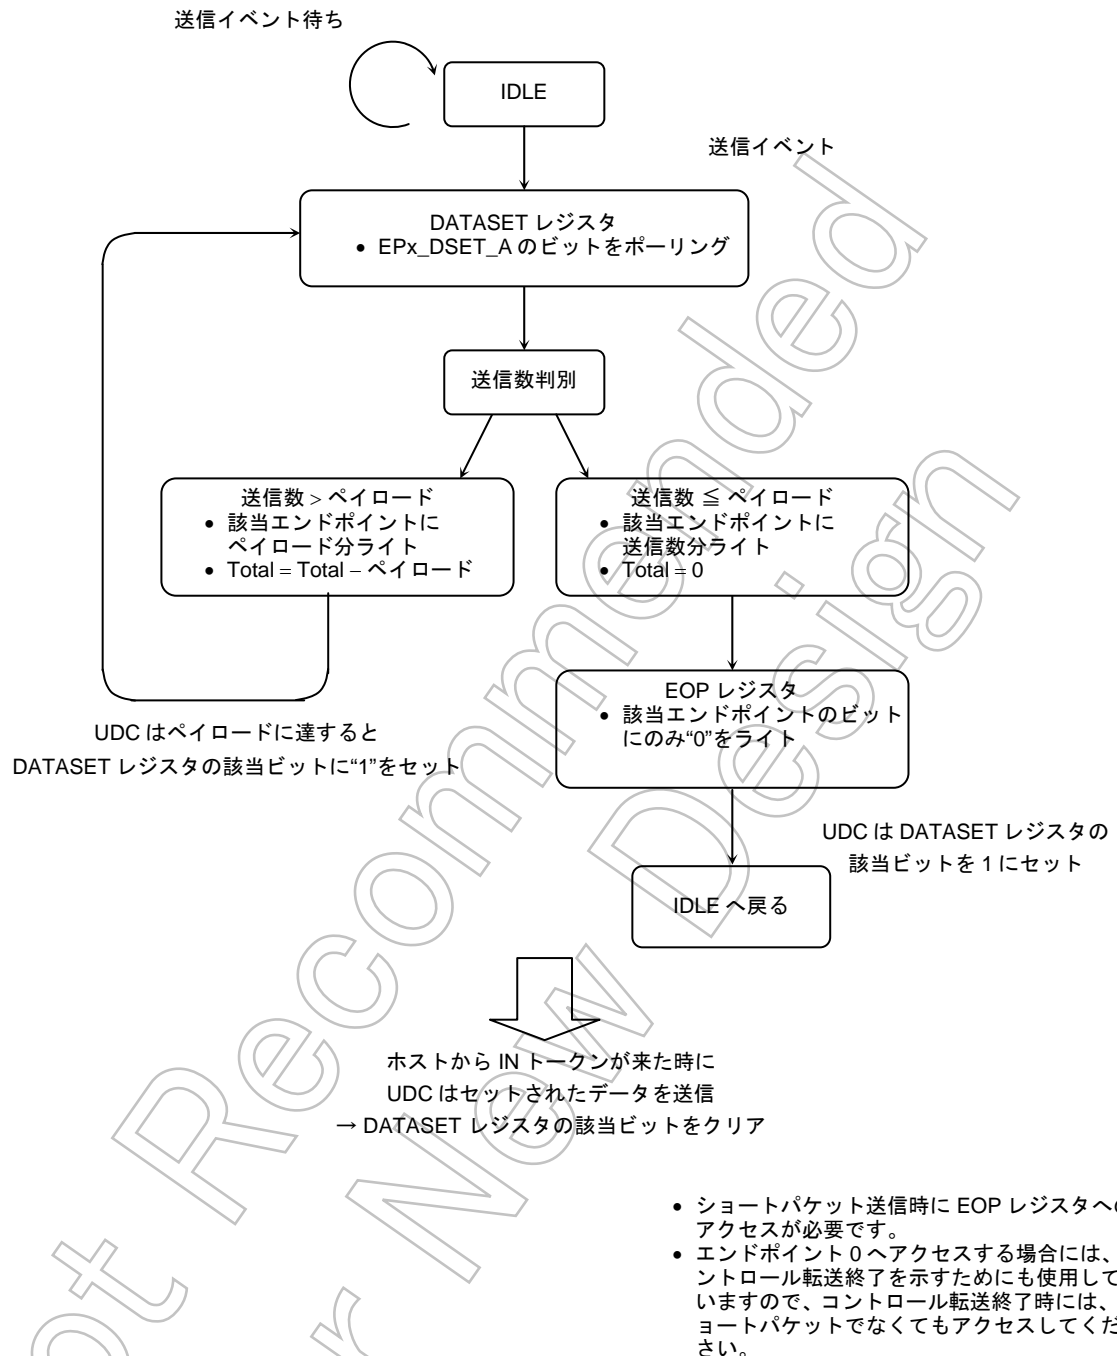 送信イベント待ち
IDLE
送信イベント
DATASET レジスタ
• EPx_DSET_A のビットをポーリング
送信数判別
送信数 > ペイロード
• 該当エンドポイントに
ペイロード分ライト
• Total = Total − ペイロード
送信数 ≦ ペイロード
• 該当エンドポイントに
送信数分ライト
• Total = 0
UDC はペイロードに達すると
DATASET レジスタの該当ビットに“1”をセット
EOP レジスタ
• 該当エンドポイントのビット
にのみ“0”をライト
UDC は DATASET レジスタの
該当ビットを 1 にセット
IDLE へ戻る
ホストから IN トークンが来た時に
UDC はセットされたデータを送信
→ DATASET レジスタの該当ビットをクリア
• ショートパケット送信時に EOP レジスタへ
アクセスが必要です。
• エンドポイント 0 へアクセスする場合には、
ントロール転送終了を示すためにも使用して
いますので、コントロール転送終了時には、
ョートパケットでなくてもアクセスしてくだ
さい。
Not Recommended
for New Design